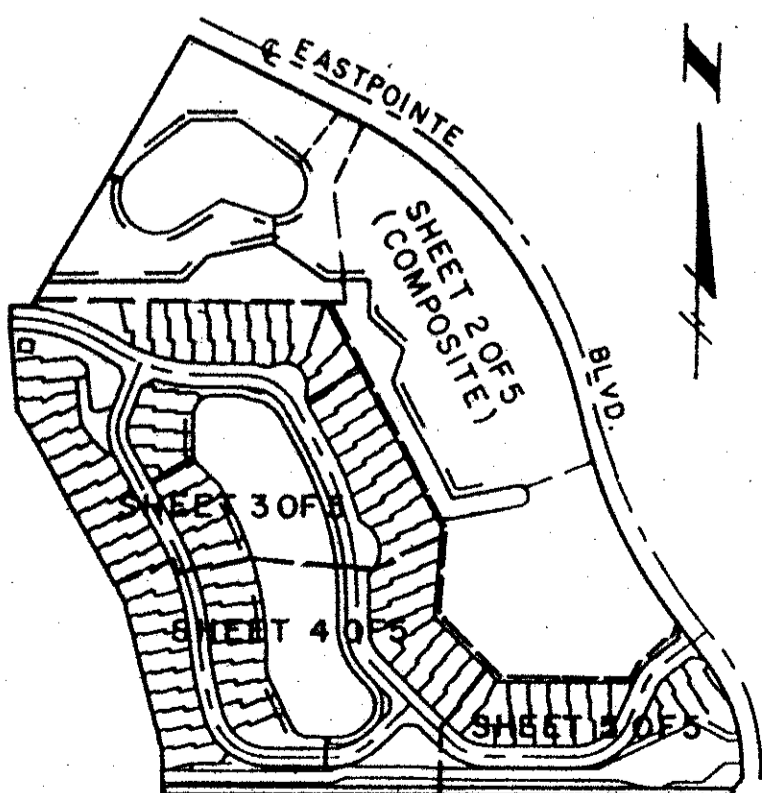 ℄ EASTPOINTE
BLVD.
N
SHEET 2 OF 5
(COMPOSITE)
SHEET 3 OF 5
SHEET 4 OF 5
SHEET 5 OF 5